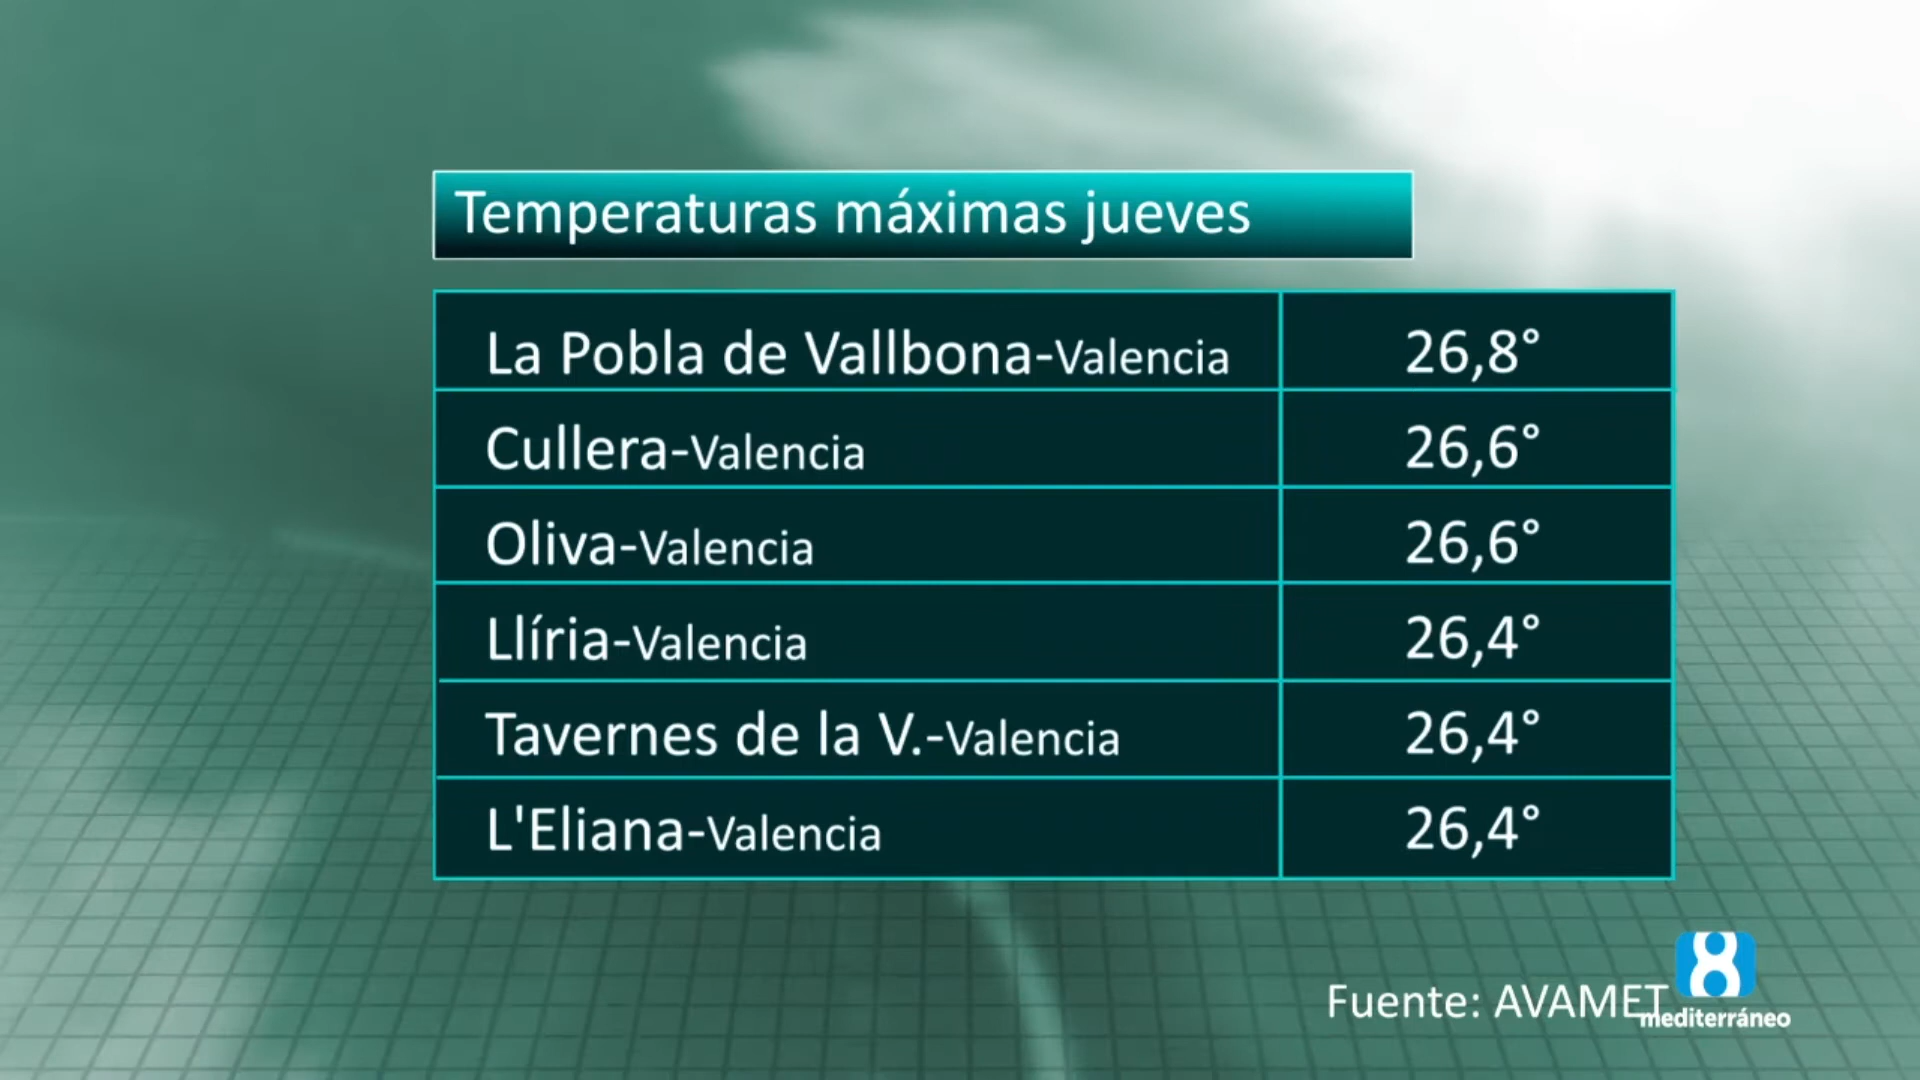 Temperaturas máximas jueves
La Pobla de Vallbona-Valencia 26,8°
Cullera-Valencia 26,6°
Oliva-Valencia 26,6°
Llíria-Valencia 26,4°
Tavernes de la V.-Valencia 26,4°
L'Eliana-Valencia 26,4°
8
Fuente: AVAMET
mediterráneo